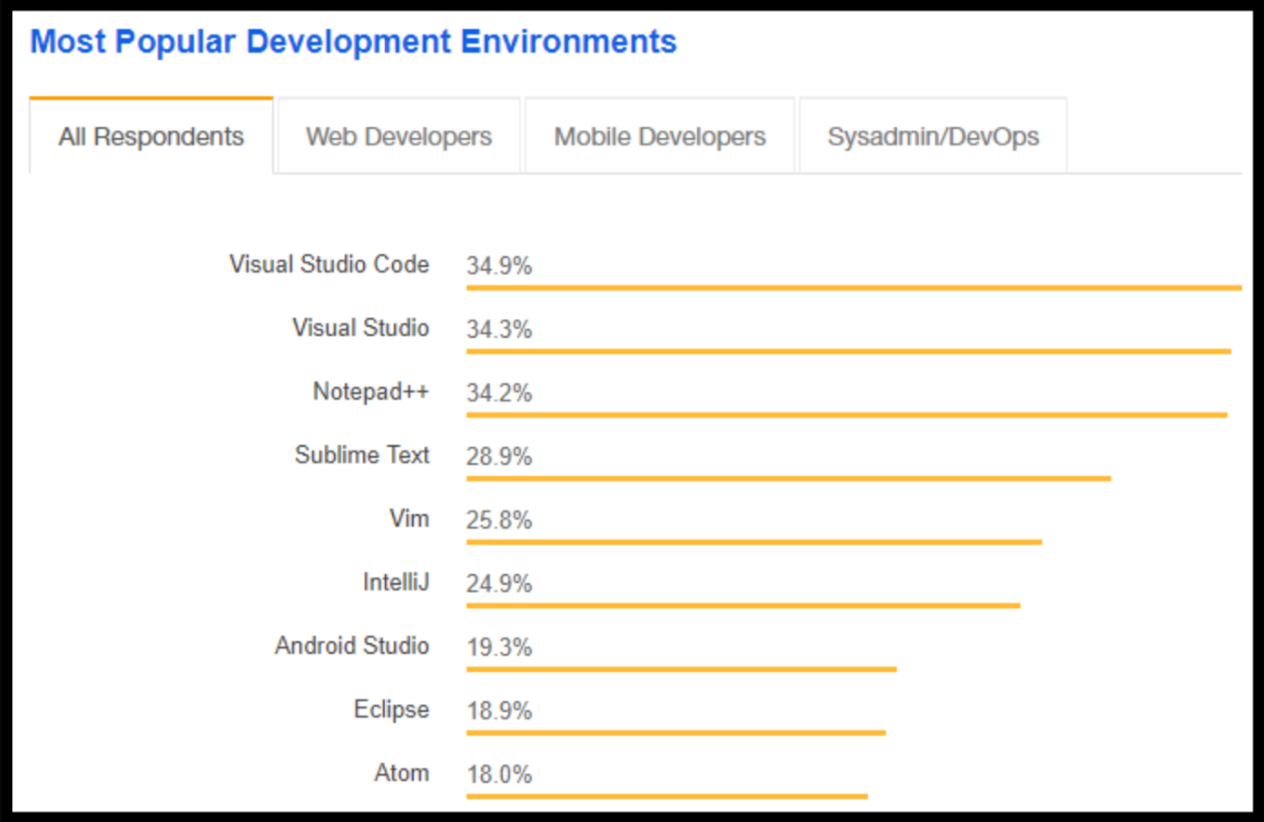 Most Popular Development Environments
All Respondents Web Developers Mobile Developers Sysadmin/DevOps
Visual Studio Code 34.9%
Visual Studio 34.3%
Notepad++ 34.2%
Sublime Text 28.9%
Vim 25.8%
IntelliJ 24.9%
Android Studio 19.3%
Eclipse 18.9%
Atom 18.0%